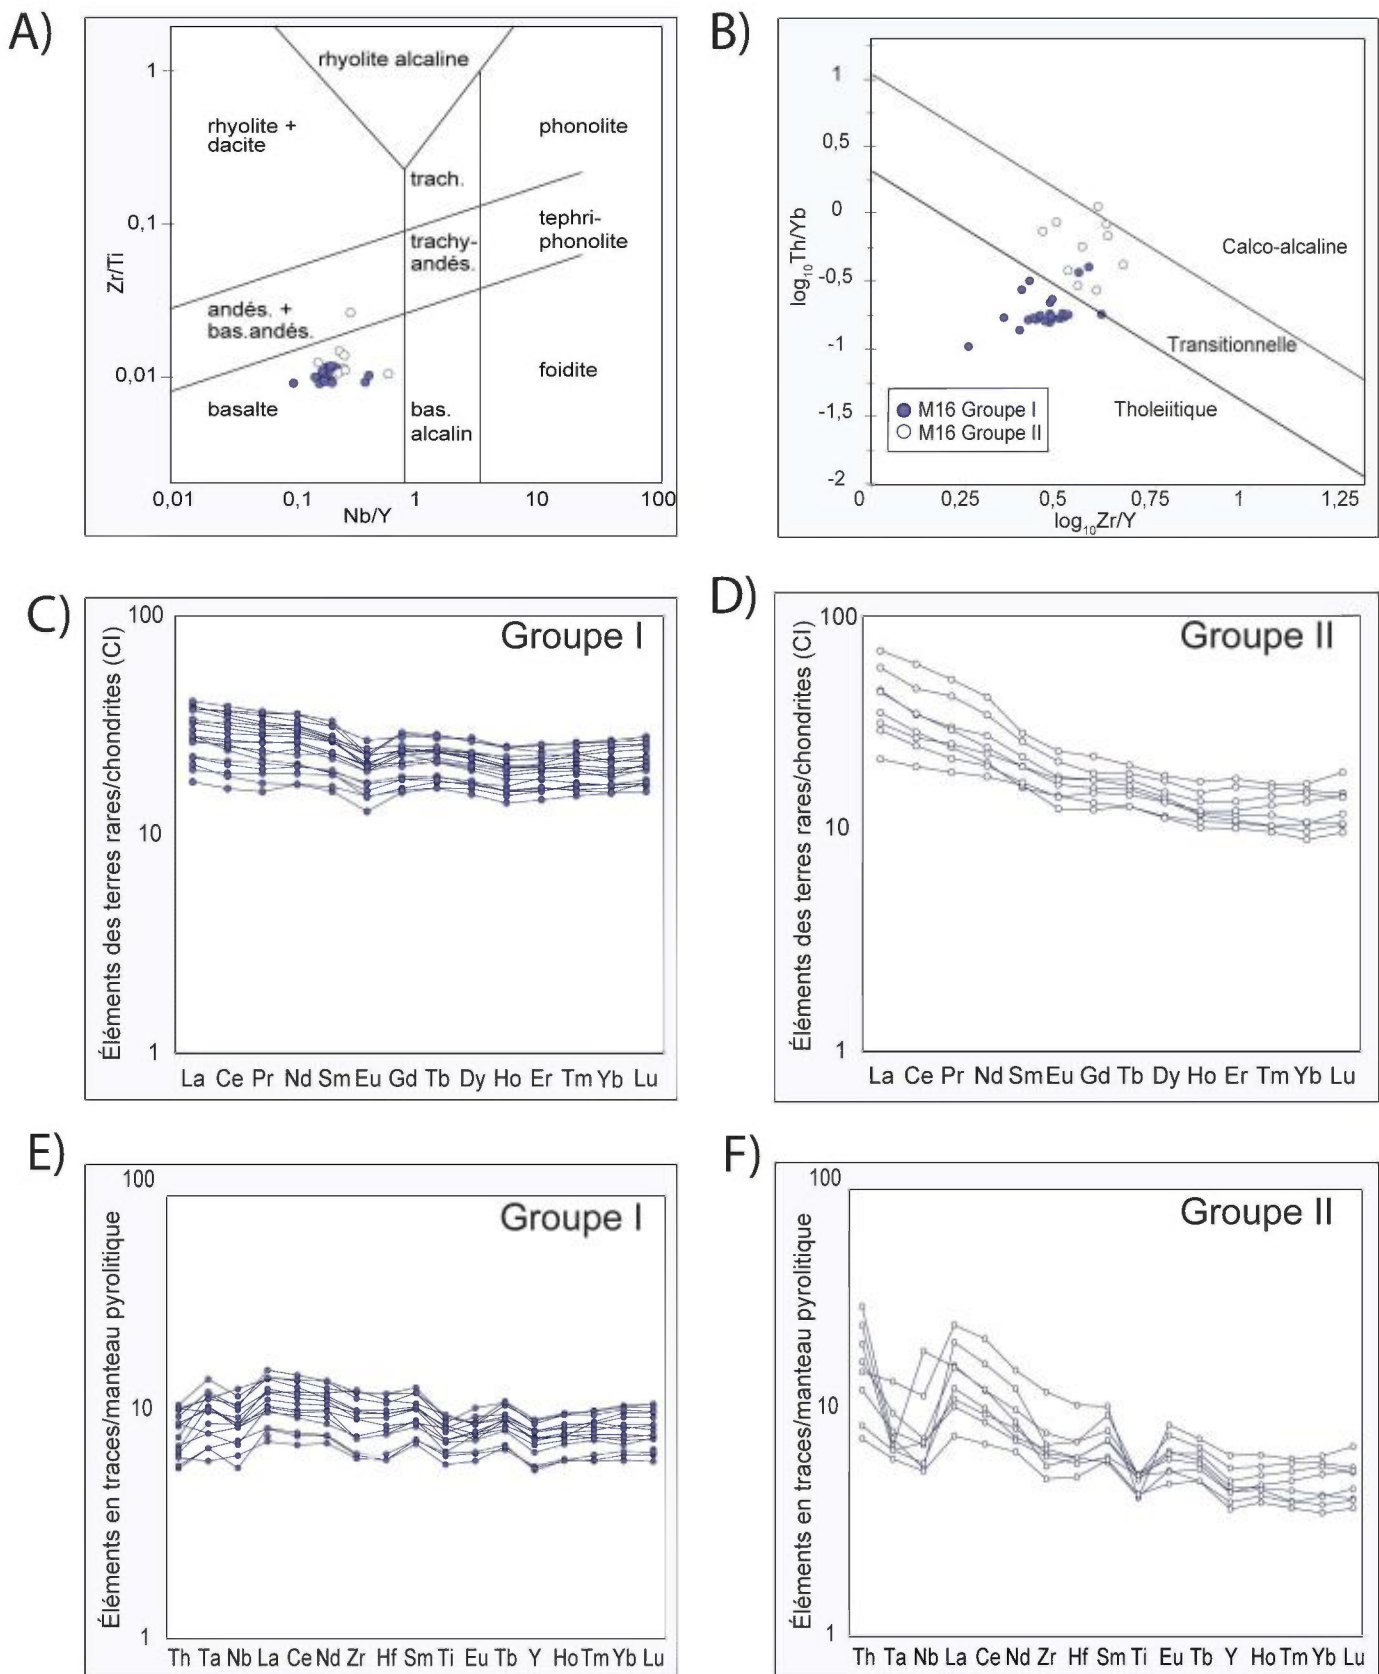 A)
rhyolite alcaline
1
rhyolite +
dacite
phonolite
trach.
0,1
tephri-
phonolite
trachy-
andés.
Zr/Ti
andés. +
bas.andés.
0,01
foidite
basalte
bas.
alcalin
0,01 0,1 1 10 100
Nb/Y
B)
1
0,5
0
log10Th/Yb
Calco-alcaline
-0,5
-1
Transitionnelle
M16 Groupe I
M16 Groupe II
Tholeiitique
-1,5
-2
0 0,25 0,5 0,75 1 1,25
log10Zr/Y
C)
100
Groupe I
Éléments des terres rares/chondrites (CI)
10
1
La Ce Pr Nd Sm Eu Gd Tb Dy Ho Er Tm Yb Lu
D)
100
Groupe II
Éléments des terres rares/chondrites (CI)
10
1
La Ce Pr Nd Sm Eu Gd Tb Dy Ho Er Tm Yb Lu
E)
100
Groupe I
Éléments en traces/manteau pyrolitique
10
1
Th Ta Nb La Ce Nd Zr Hf Sm Ti Eu Tb Y Ho Tm Yb Lu
F)
100
Groupe II
Éléments en traces/manteau pyrolitique
10
1
Th Ta Nb La Ce Nd Zr Hf Sm Ti Eu Tb Y Ho Tm Yb Lu